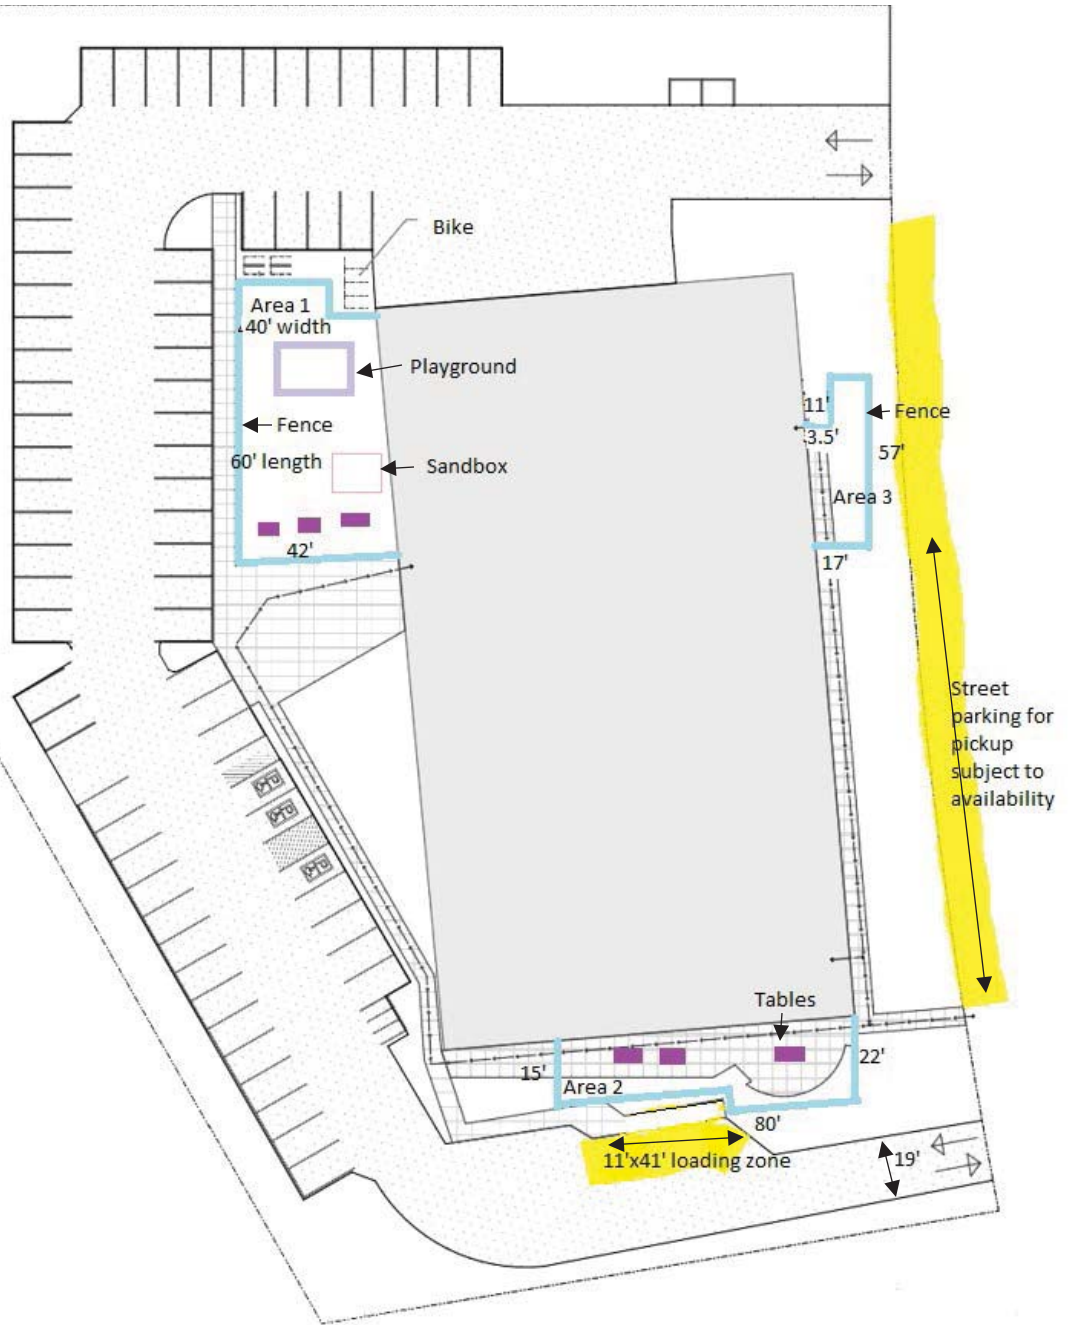 Bike
Area 1
40' width
Playground
Fence
60' length
Sandbox
42'
11'
Fence
3.5'
57'
Area 3
17'
Street
parking for
pickup
subject to
availability
Tables
15'
22'
Area 2
80'
11'x41' loading zone
19'